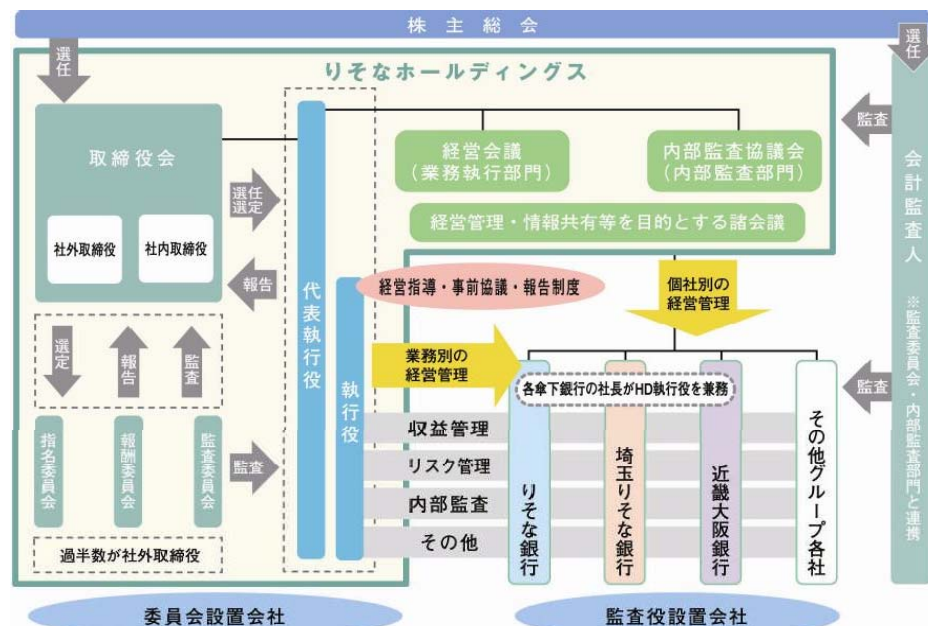 株主総会
選任
選任
りそなホールディングス
取締役会
社外取締役
社内取締役
選任
選定
報告
経営会議
(業務執行部門)
内部監査協議会
(内部監査部門)
経営管理・情報共有等を目的とする諸会議
監査
会計監査人
※監査委員会・内部監査部門と連携
代表執行役
執行役
経営指導・事前協議・報告制度
個社別の
経営管理
業務別の
経営管理
各傘下銀行の社長がHD執行役を兼務
監査
選定
報告
監査
指名委員会
報酬委員会
監査委員会
監査
過半数が社外取締役
収益管理
リスク管理
内部監査
その他
りそな銀行
埼玉りそな銀行
近畿大阪銀行
その他グループ各社
委員会設置会社
監査役設置会社